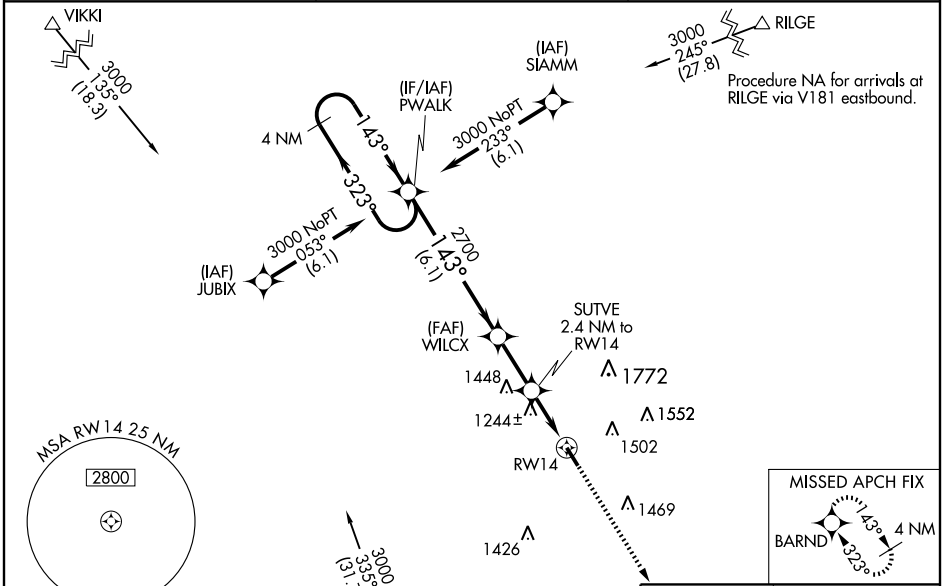 VIKKI
3000
135°
(18.3)
RILGE
3000
245°
(27.8)
Procedure NA for arrivals at
RILGE via V181 eastbound.
(IAF)
SIAMM
3000 NoPT
233°
(6.1)
(IF/IAF)
PWALK
4 NM
143°
323°
3000 NoPT
053°
(6.1)
(IAF)
JUBIX
2700
143°
(6.1)
(FAF)
WILCX
SUTVE
2.4 NM to
RW14
1448
1244±
1772
1552
1502
RW14
1469
1426
MSA RW14 25 NM
2800
3000
335°
MISSED APCH FIX
BARND
143°
323°
4 NM